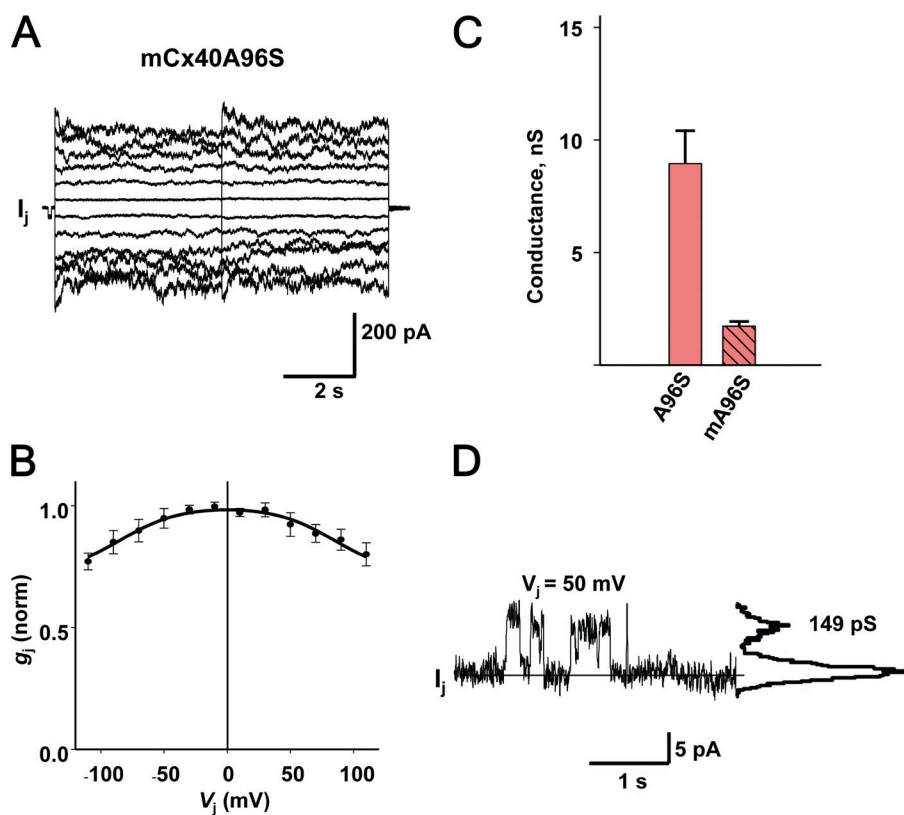 A
mCx40A96S
Ij
200 pA
2 s
C
15
10
5
Conductance, nS
A96S
mA96S
B
1.0
0.5
0.0
gj (norm)
-100 -50 0 50 100
Vj (mV)
D
Vj = 50 mV
149 pS
Ij
5 pA
1 s